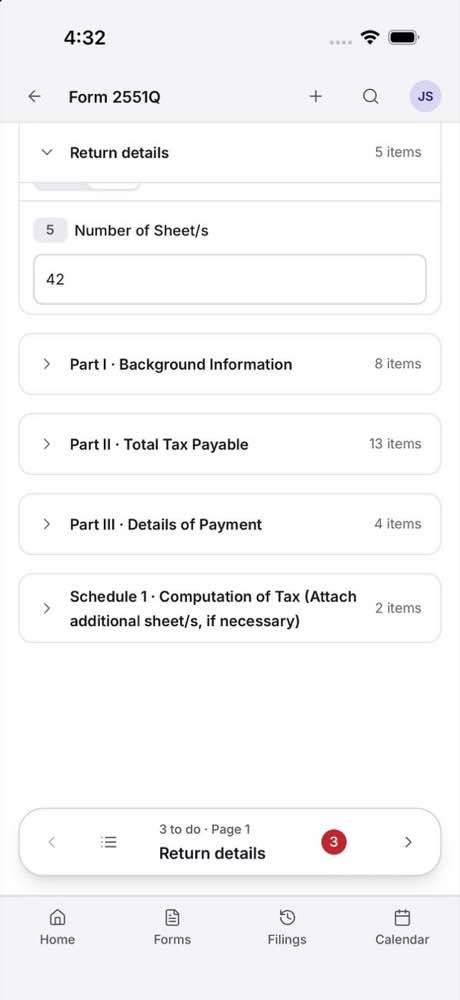 4:32
Form 2551Q
JS
Return details
5 items
5 Number of Sheet/s
42
Part I · Background Information
8 items
Part II · Total Tax Payable
13 items
Part III · Details of Payment
4 items
Schedule 1 · Computation of Tax (Attach
additional sheet/s, if necessary)
2 items
3 to do · Page 1
Return details
3
Home
Forms
Filings
Calendar